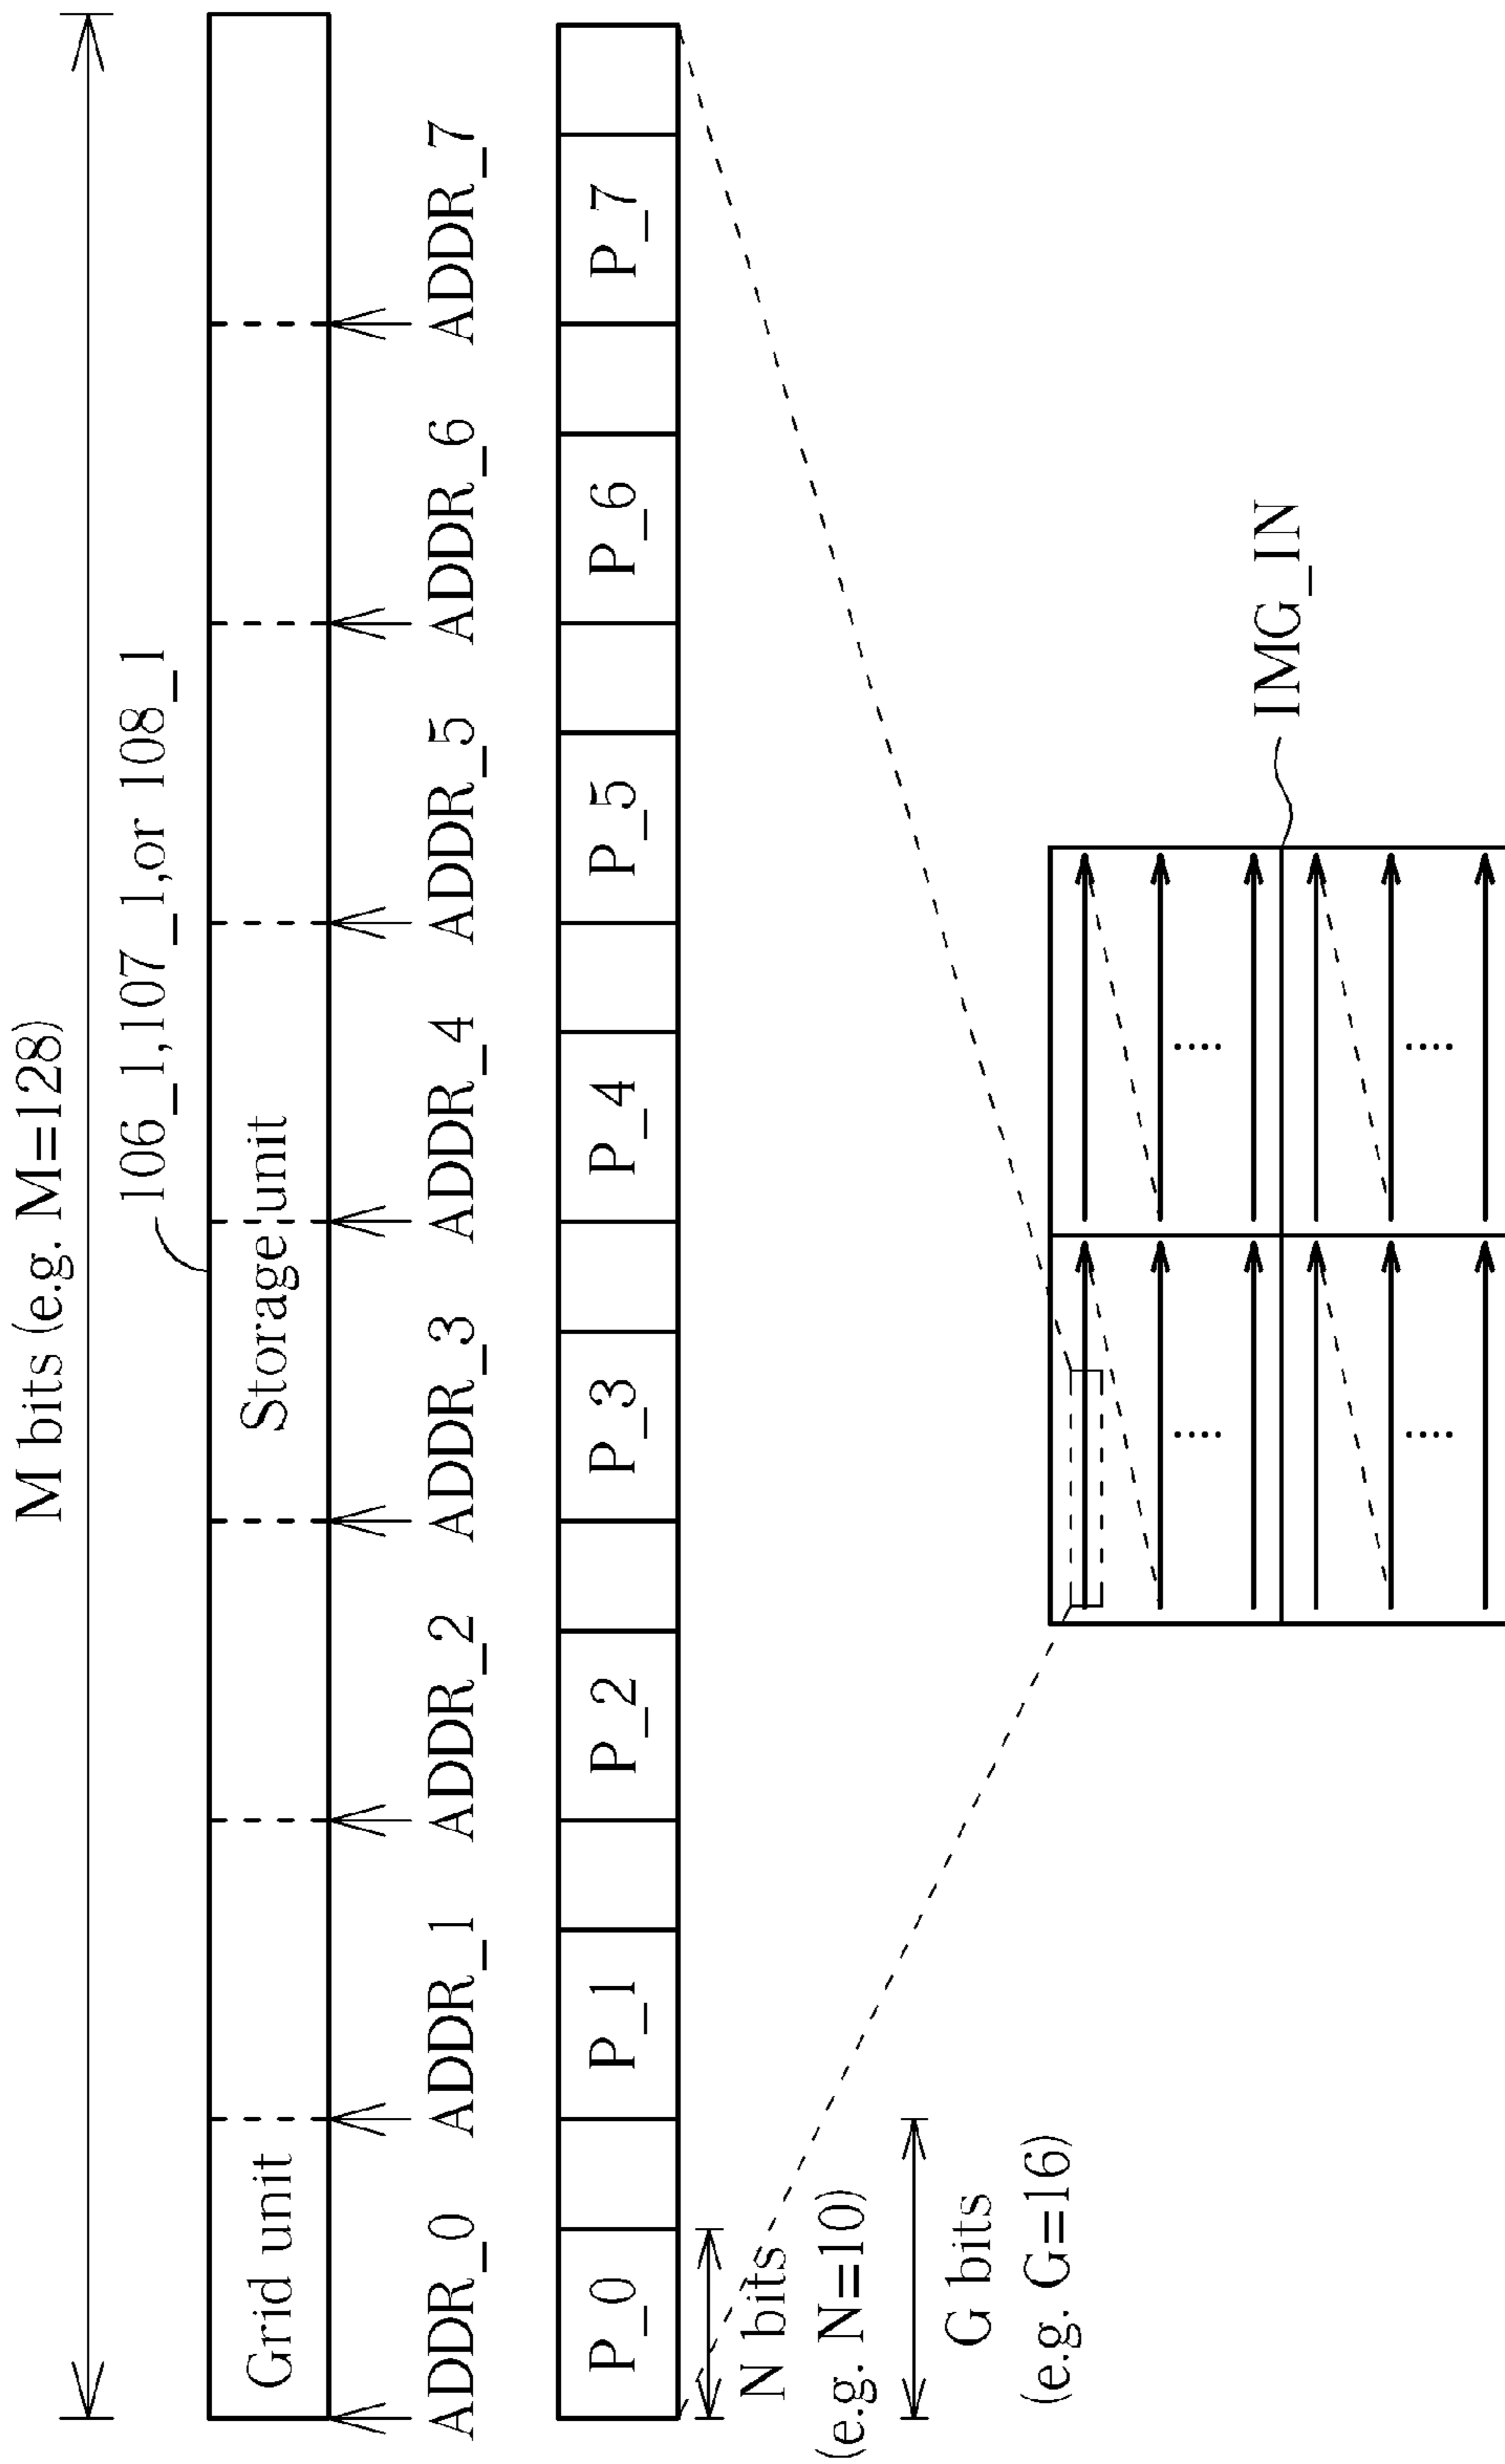 M bits (e.g. M=128)
106_1,107_1,or 108_1
Grid unit
Storage unit
ADDR_0 ADDR_1 ADDR_2 ADDR_3 ADDR_4 ADDR_5 ADDR_6 ADDR_7
P_0 P_1 P_2 P_3 P_4 P_5 P_6 P_7
N bits
(e.g. N=10)
G bits
(e.g. G=16)
IMG_IN